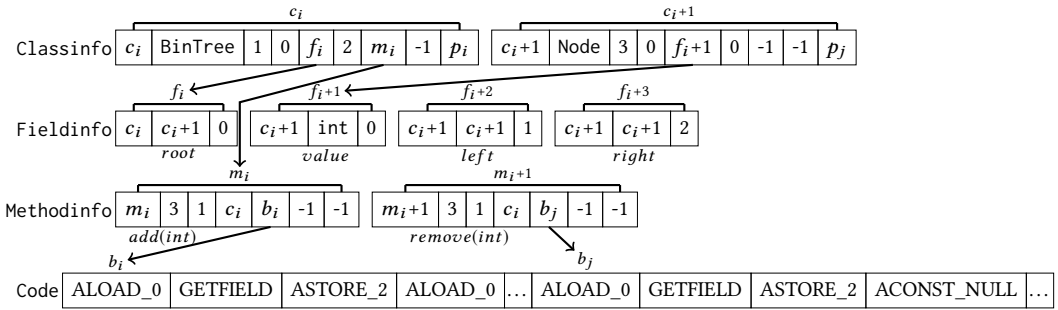 c_i c_i+1
Classinfo c_i BinTree 1 0 f_i 2 m_i -1 p_i c_i+1 Node 3 0 f_i+1 0 -1 -1 p_j
f_i f_i+1 f_i+2 f_i+3
Fieldinfo c_i c_i+1 0 c_i+1 int 0 c_i+1 c_i+1 1 c_i+1 c_i+1 2
root value left right
m_i m_i+1
Methodinfo m_i 3 1 c_i b_i -1 -1 m_i+1 3 1 c_i b_j -1 -1
add(int) remove(int)
b_i b_j
Code ALOAD_0 GETFIELD ASTORE_2 ALOAD_0 ... ALOAD_0 GETFIELD ASTORE_2 ACONST_NULL ...